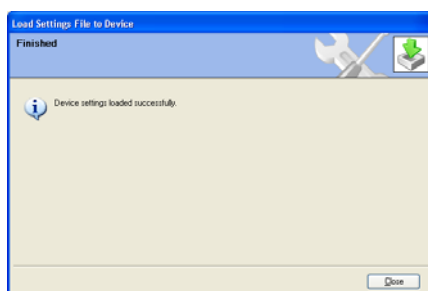 Load Settings File to Device
Finished
Device settings loaded successfully.
Close